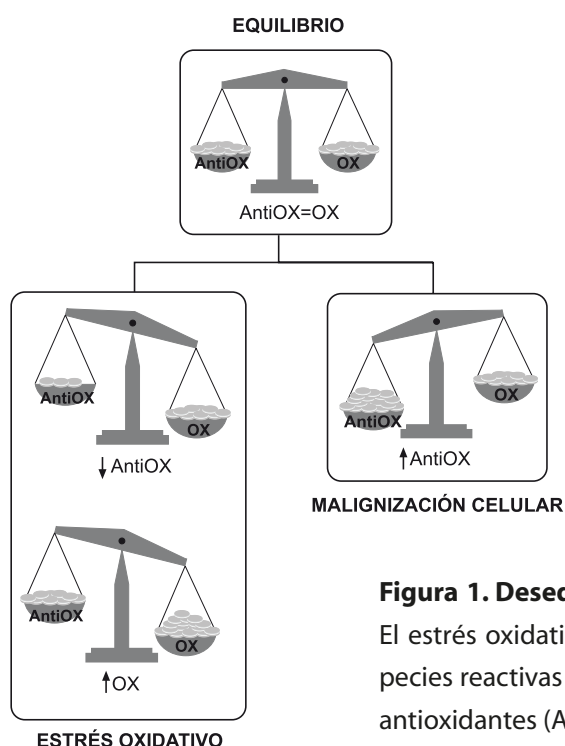 EQUILIBRIO
AntiOX
OX
AntiOX=OX
AntiOX
OX
↓ AntiOX
AntiOX
OX
↑AntiOX
MALIGNIZACIÓN CELULAR
AntiOX
OX
↑OX
ESTRÉS OXIDATIVO
Figura 1.
El estrés oxidati
pecies reactivas
antioxidantes (A